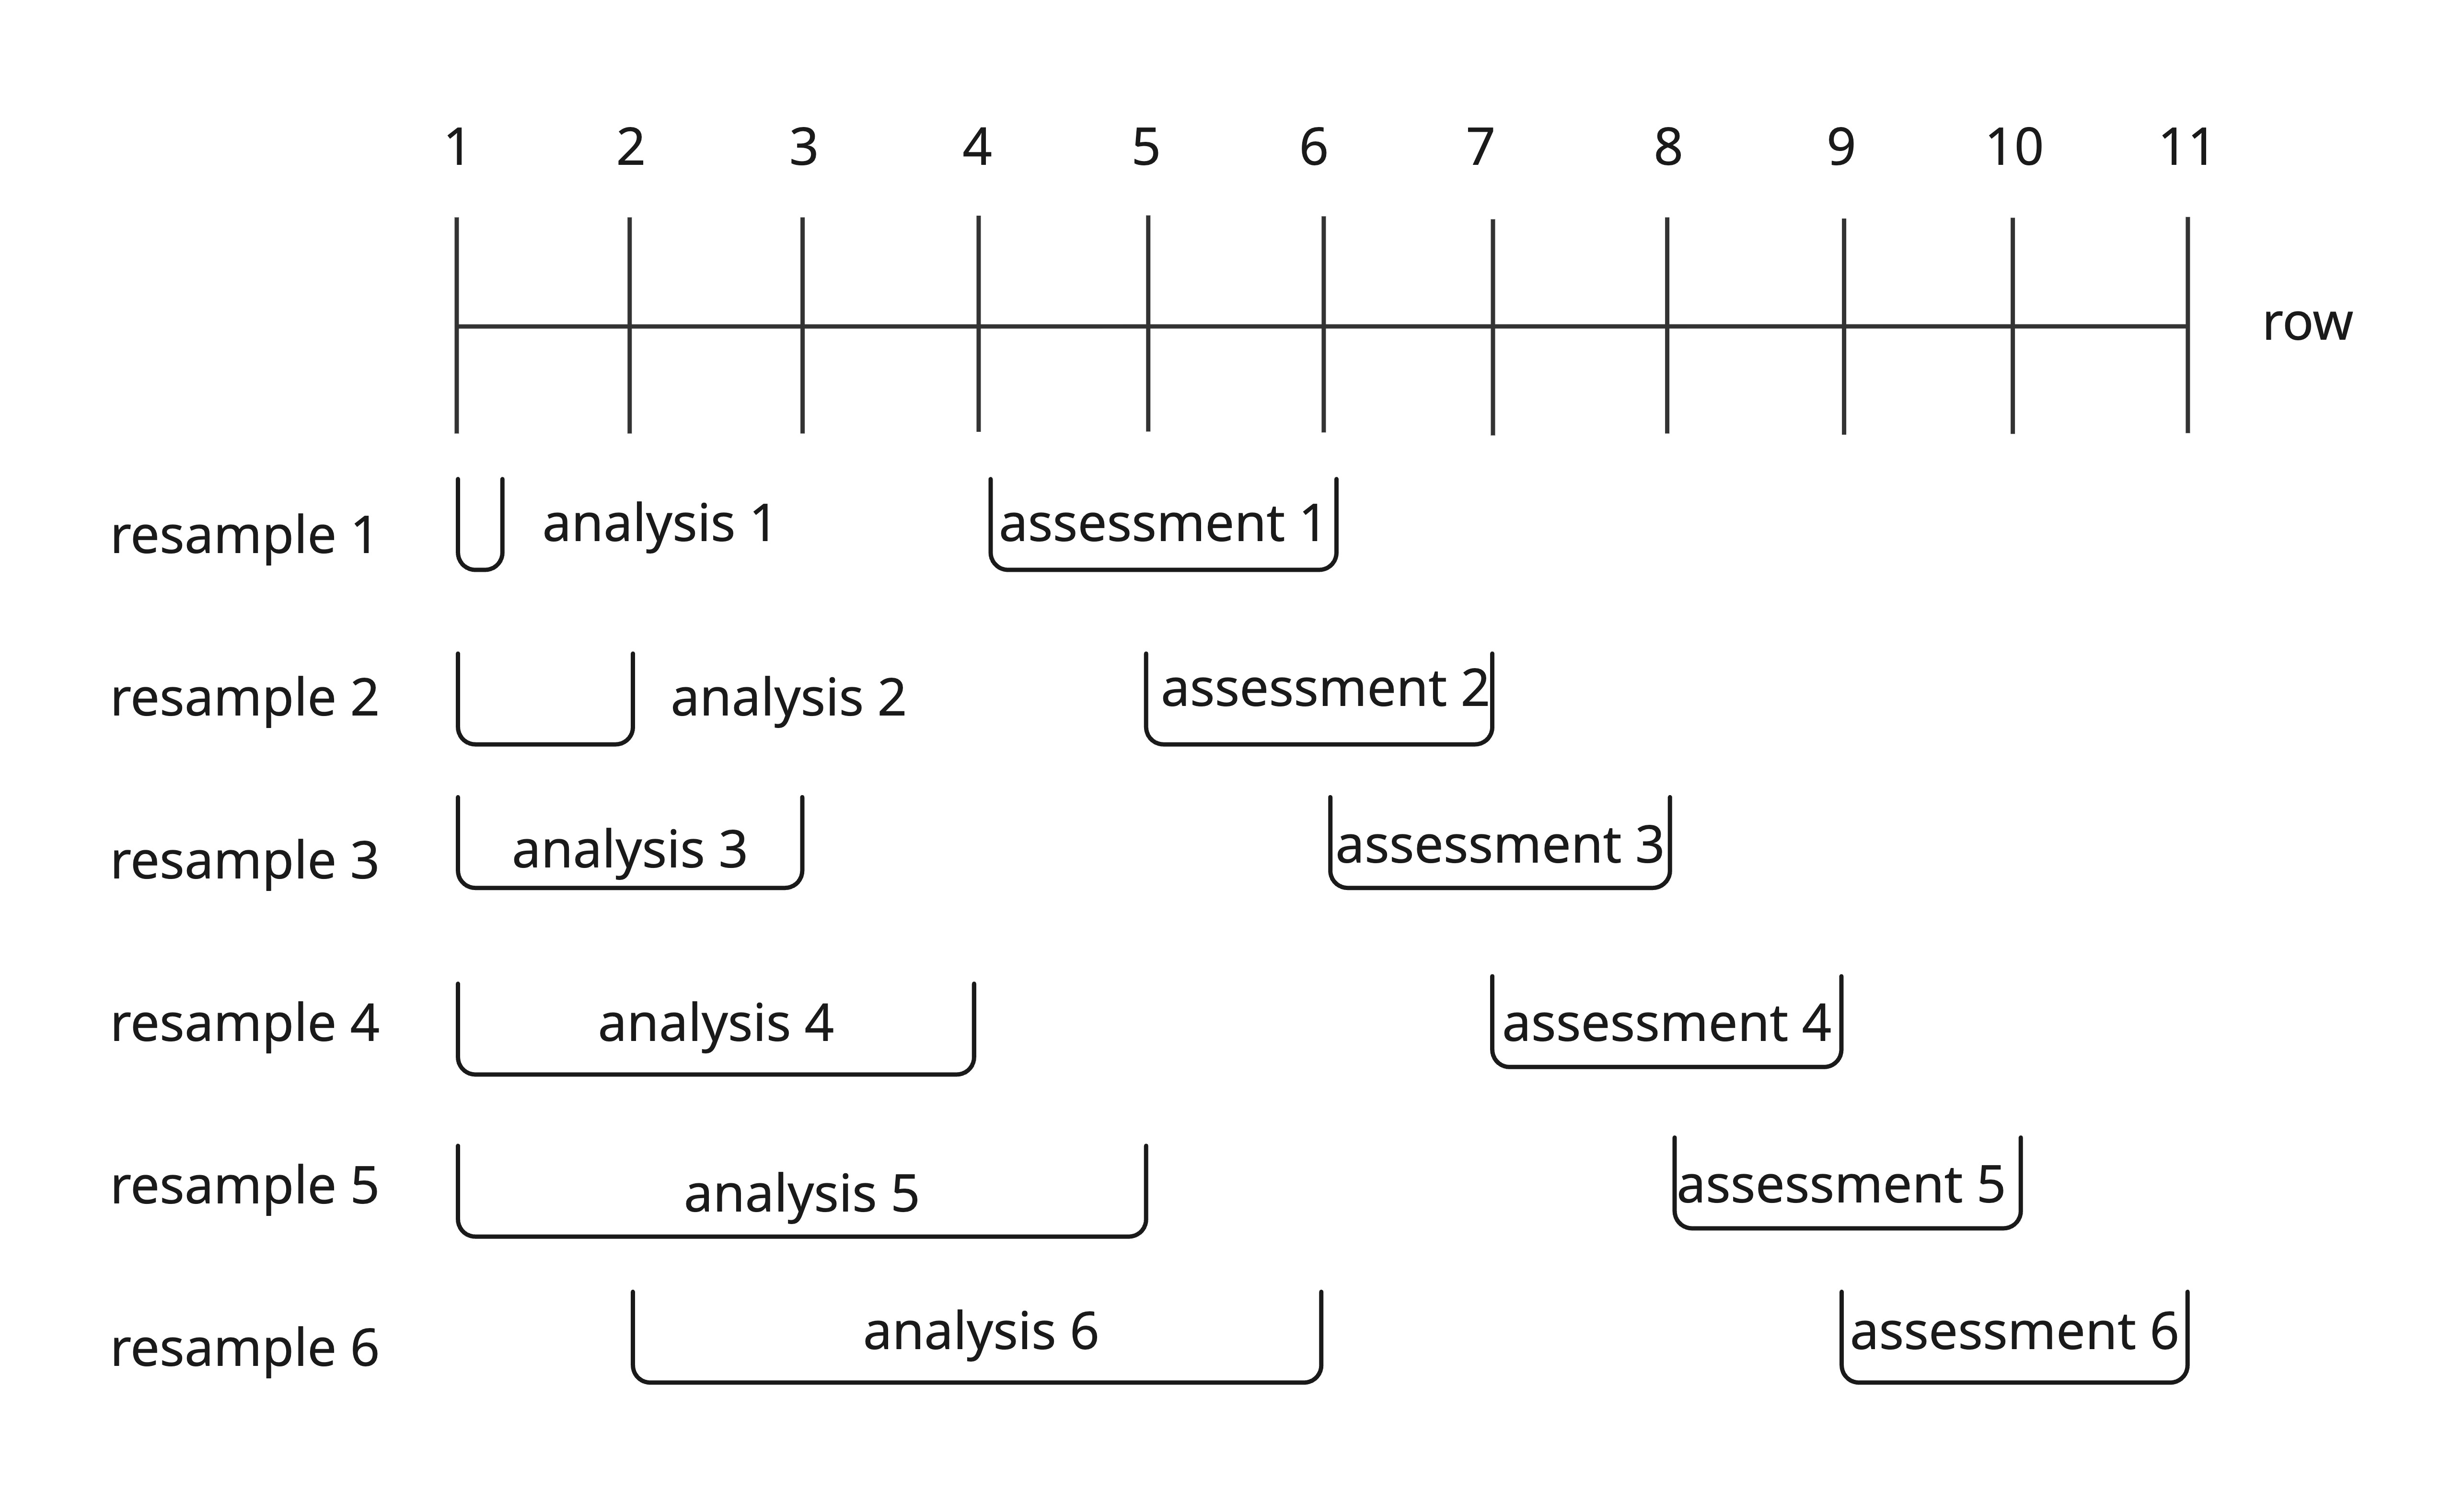 1 2 3 4 5 6 7 8 9 10 11
row
resample 1 analysis 1 assessment 1
resample 2 analysis 2 assessment 2
resample 3 analysis 3 assessment 3
resample 4 analysis 4 assessment 4
resample 5 analysis 5 assessment 5
resample 6 analysis 6 assessment 6